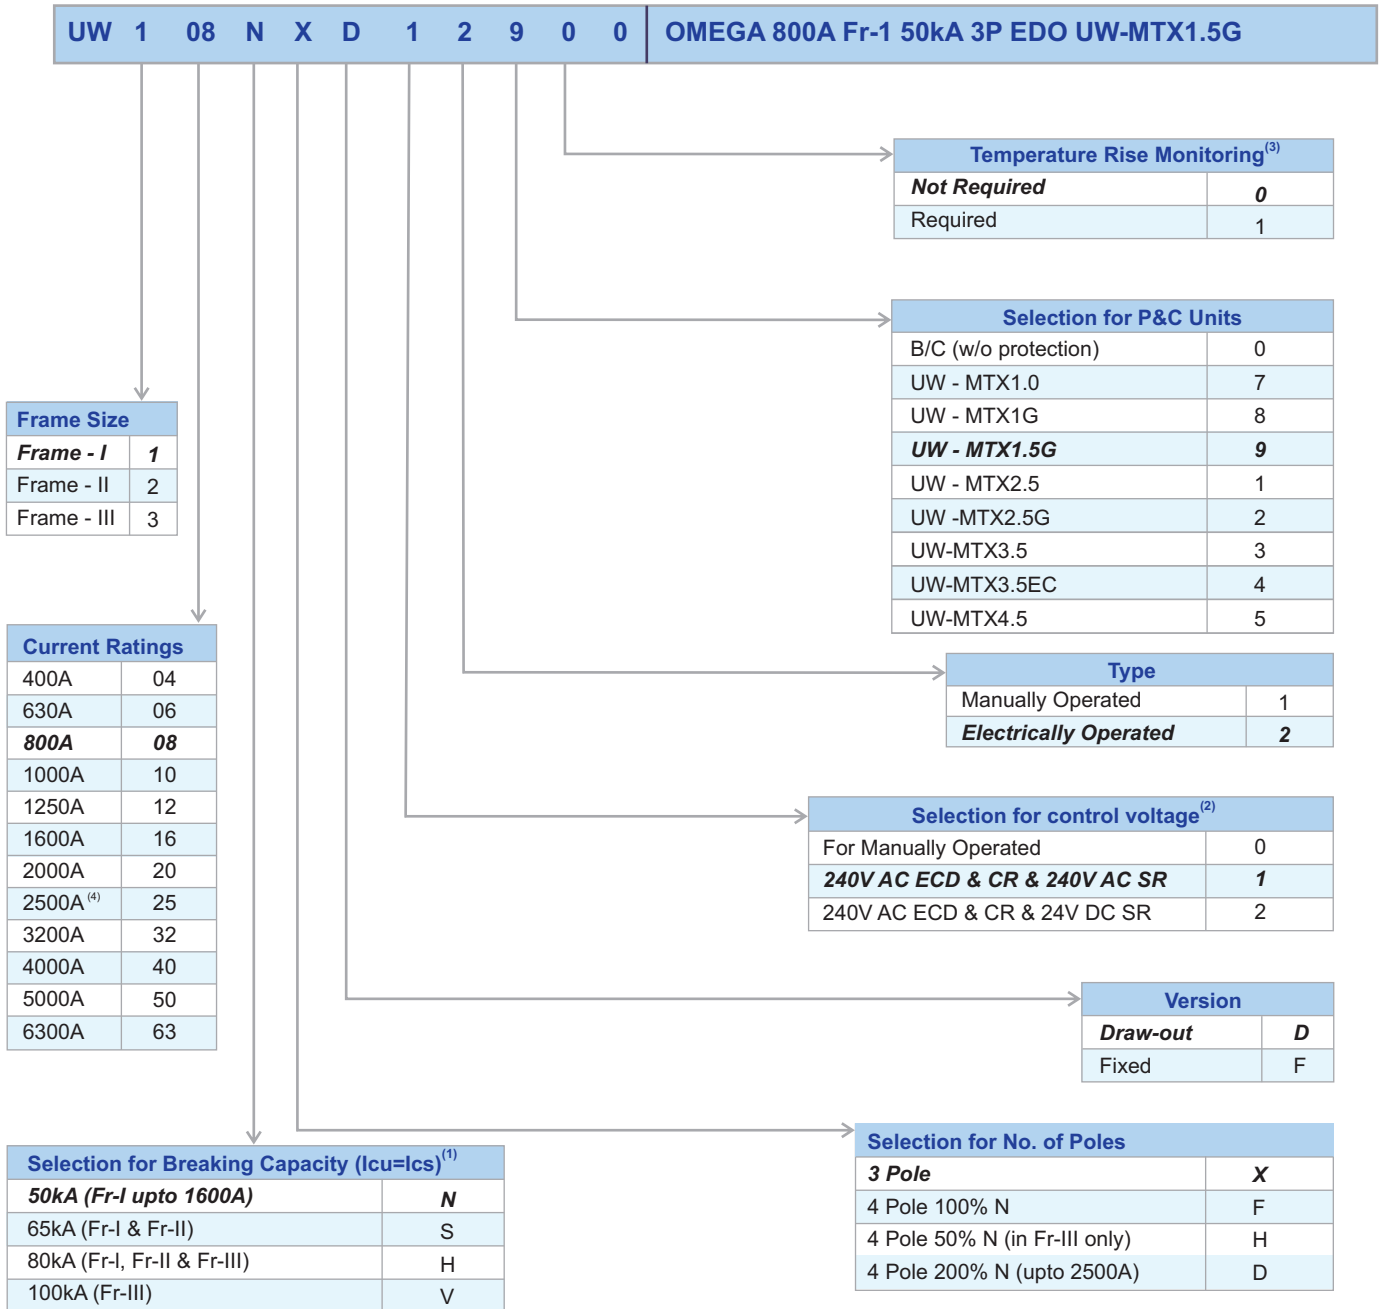 UW 1 08 N X D 1 2 9 0 0 OMEGA 800A Fr-1 50kA 3P EDO UW-MTX1.5G
Temperature Rise Monitoring(3)
Not Required 0
Required 1
Selection for P&C Units
B/C (w/o protection) 0
UW - MTX1.0 7
UW - MTX1G 8
UW - MTX1.5G 9
UW - MTX2.5 1
UW -MTX2.5G 2
UW-MTX3.5 3
UW-MTX3.5EC 4
UW-MTX4.5 5
Frame Size
Frame - I 1
Frame - II 2
Frame - III 3
Current Ratings
400A 04
630A 06
800A 08
1000A 10
1250A 12
1600A 16
2000A 20
2500A (4) 25
3200A 32
4000A 40
5000A 50
6300A 63
Type
Manually Operated 1
Electrically Operated 2
Selection for control voltage(2)
For Manually Operated 0
240V AC ECD & CR & 240V AC SR 1
240V AC ECD & CR & 24V DC SR 2
Version
Draw-out D
Fixed F
Selection for Breaking Capacity (Icu=Ics)(1)
50kA (Fr-I upto 1600A) N
65kA (Fr-I & Fr-II) S
80kA (Fr-I, Fr-II & Fr-III) H
100kA (Fr-III) V
Selection for No. of Poles
3 Pole X
4 Pole 100% N F
4 Pole 50% N (in Fr-III only) H
4 Pole 200% N (upto 2500A) D